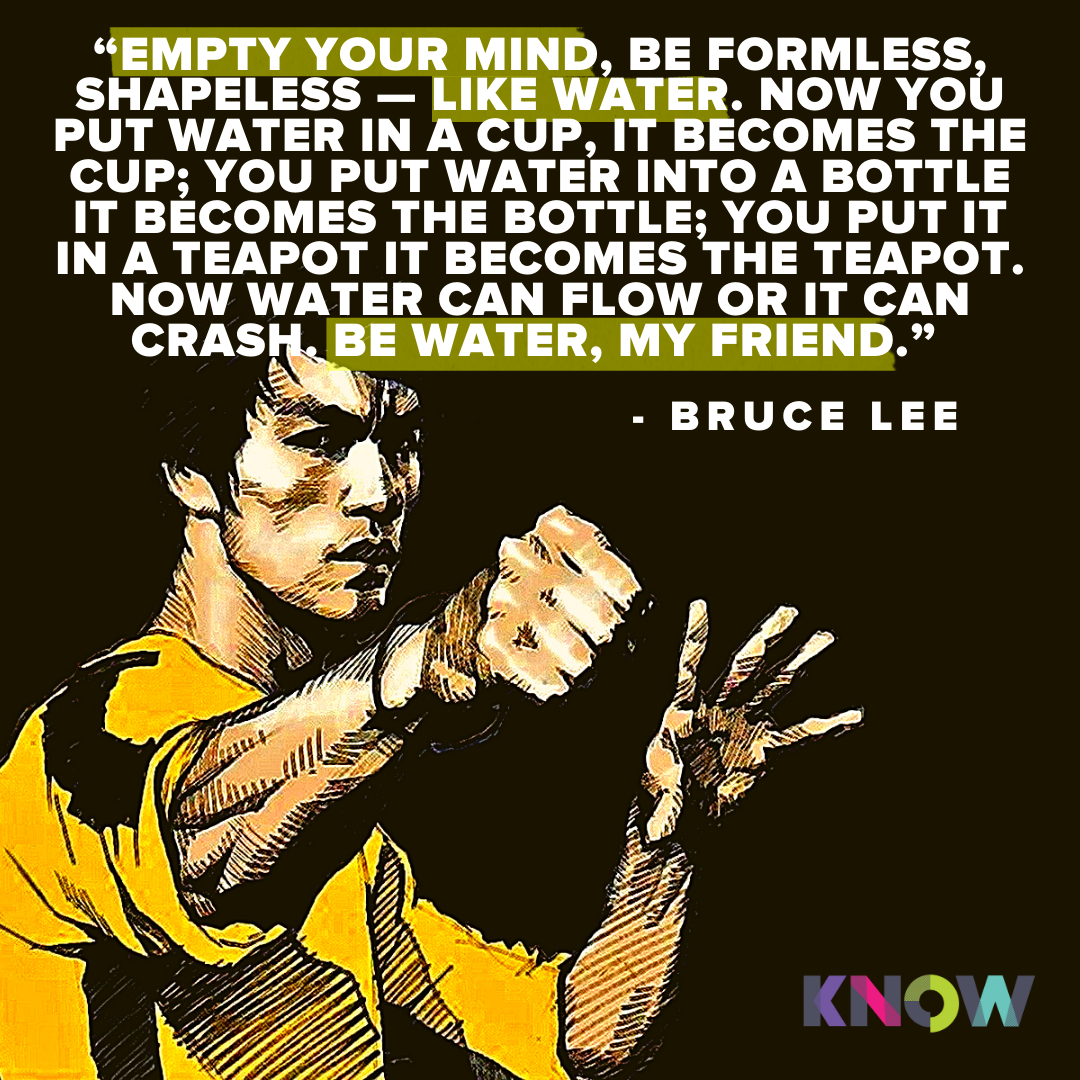 “EMPTY YOUR MIND, BE FORMLESS,
SHAPELESS — LIKE WATER. NOW YOU
PUT WATER IN A CUP, IT BECOMES THE
CUP; YOU PUT WATER INTO A BOTTLE
IT BECOMES THE BOTTLE; YOU PUT IT
IN A TEAPOT IT BECOMES THE TEAPOT.
NOW WATER CAN FLOW OR IT CAN
CRASH. BE WATER, MY FRIEND.”
- BRUCE LEE
KNOW